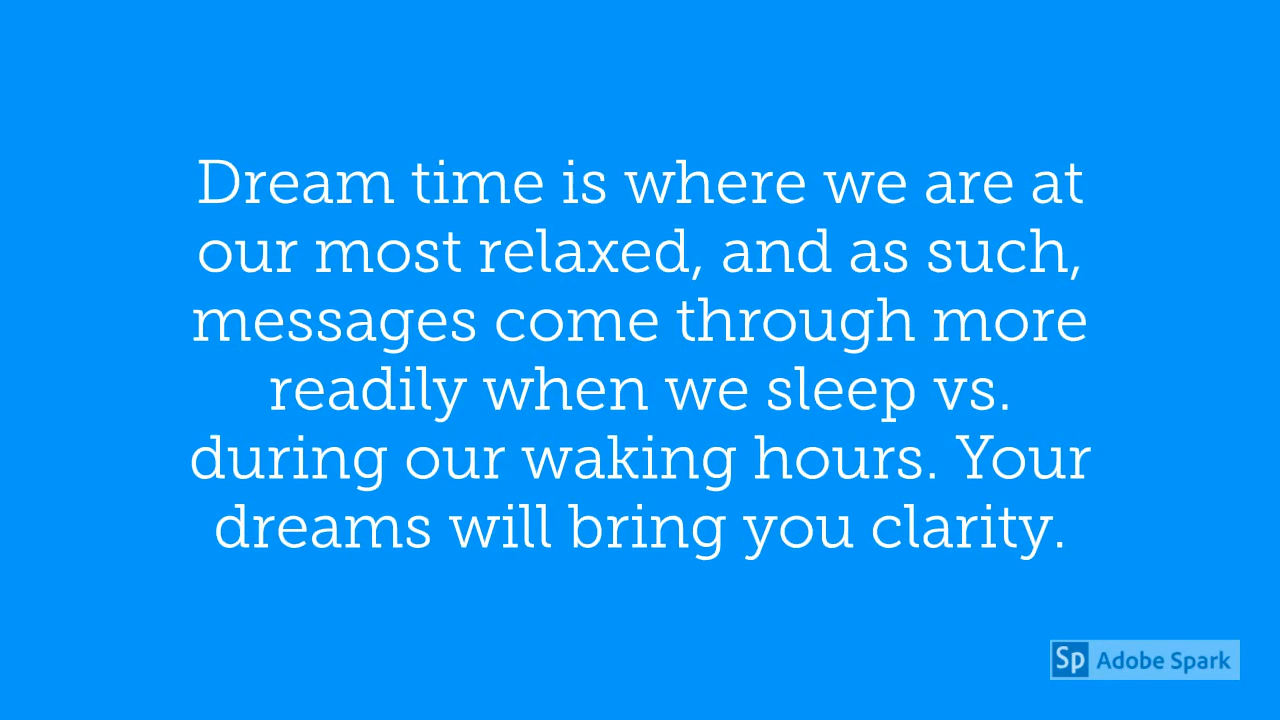 Dream time is where we are at
our most relaxed, and as such,
messages come through more
readily when we sleep vs.
during our waking hours. Your
dreams will bring you clarity.
Sp Adobe Spark